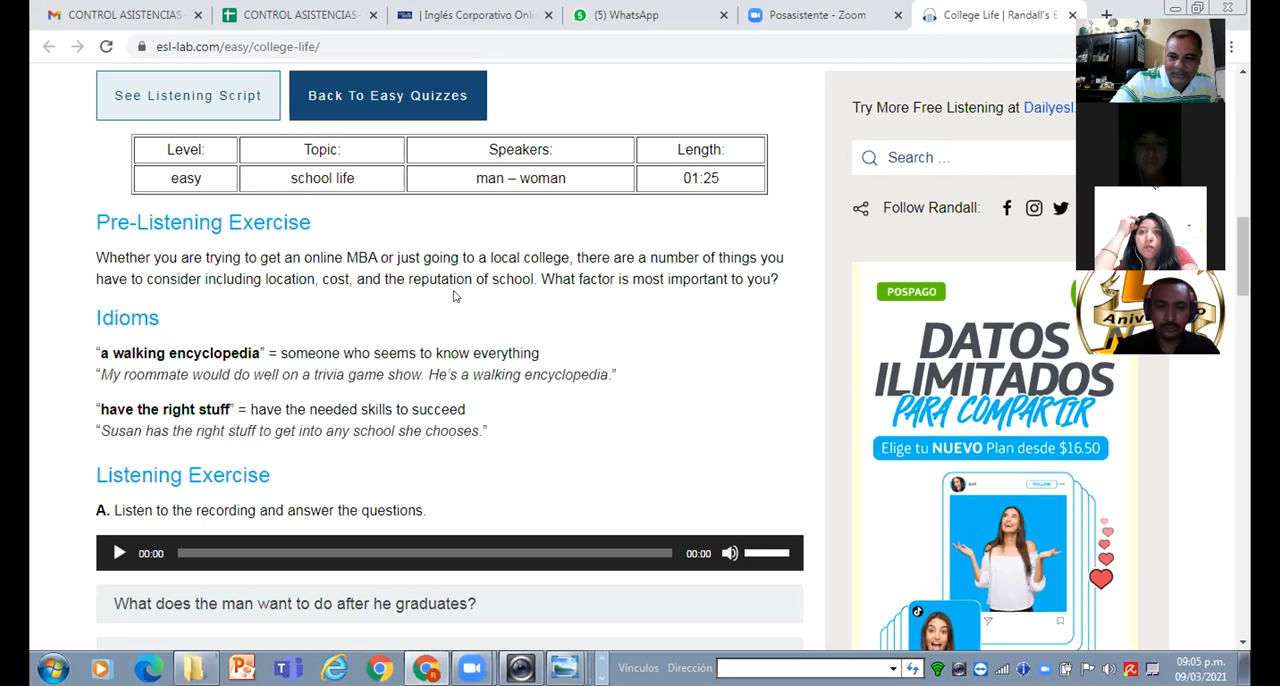 CONTROL ASISTENCIAS-
CONTROL ASISTENCIAS-
| Inglés Corporativo Onli
(5) WhatsApp
Posasistente - Zoom
College Life | Randall's E
esl-lab.com/easy/college-life/
See Listening Script
Back To Easy Quizzes
Level: Topic: Speakers: Length:
easy school life man – woman 01:25
Pre-Listening Exercise
Whether you are trying to get an online MBA or just going to a local college, there are a number of things you
have to consider including location, cost, and the reputation of school. What factor is most important to you?
Idioms
“a walking encyclopedia” = someone who seems to know everything
“My roommate would do well on a trivia game show. He’s a walking encyclopedia.”
“have the right stuff” = have the needed skills to succeed
“Susan has the right stuff to get into any school she chooses.”
Listening Exercise
A. Listen to the recording and answer the questions.
00:00 00:00
What does the man want to do after he graduates?
Try More Free Listening at Dailyesl.
Search ...
Follow Randall:
Aniv
POSPAGO
DATOS
ILIMITADOS
PARA COMPARTIR
Elige tu NUEVO Plan desde $16.50
FOLLOW
Vínculos Dirección
09:05 p.m.
09/03/2021